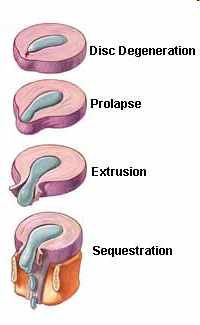 Disc Degeneration
Prolapse
Extrusion
Sequestration